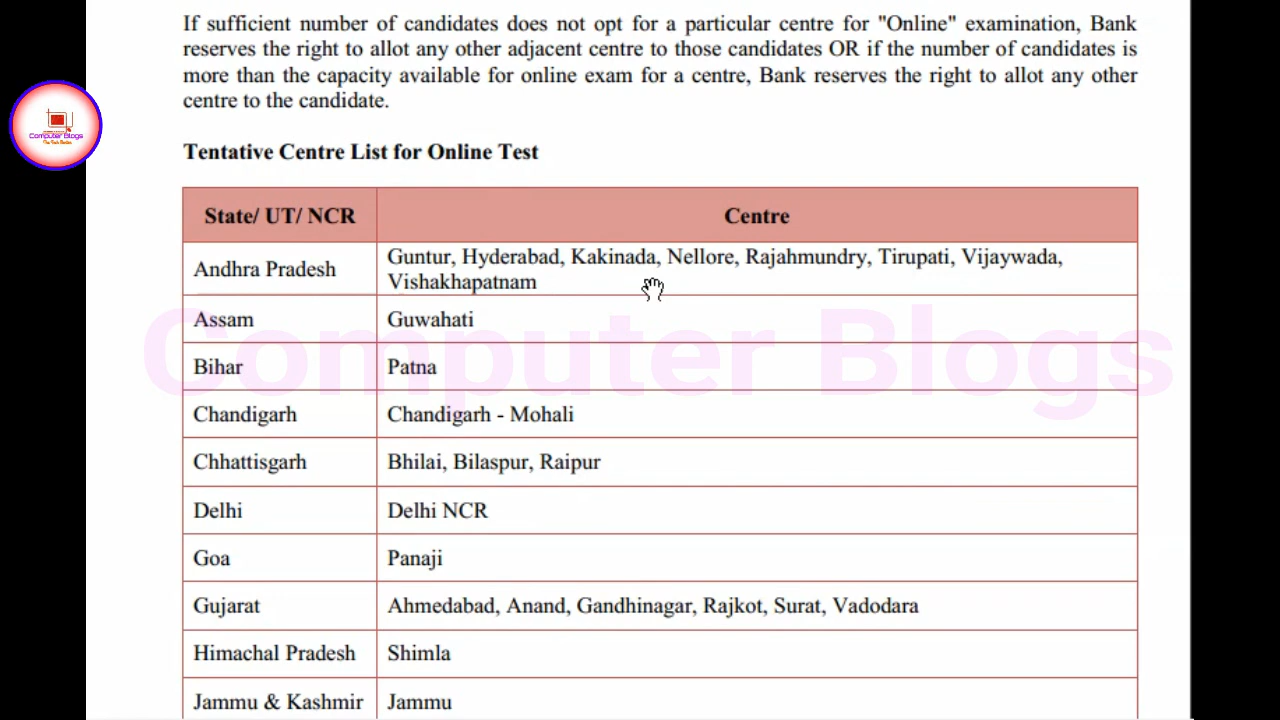 If sufficient number of candidates does not opt for a particular centre for "Online" examination, Bank
reserves the right to allot any other adjacent centre to those candidates OR if the number of candidates is
more than the capacity available for online exam for a centre, Bank reserves the right to allot any other
centre to the candidate.
Computer Blogs
Tentative Centre List for Online Test
State/ UT/ NCR Centre
Andhra Pradesh Guntur, Hyderabad, Kakinada, Nellore, Rajahmundry, Tirupati, Vijaywada,
Vishakhapatnam
Assam Guwahati
Computer Blogs
Bihar Patna
Chandigarh Chandigarh - Mohali
Chhattisgarh Bhilai, Bilaspur, Raipur
Delhi Delhi NCR
Goa Panaji
Gujarat Ahmedabad, Anand, Gandhinagar, Rajkot, Surat, Vadodara
Himachal Pradesh Shimla
Jammu & Kashmir Jammu